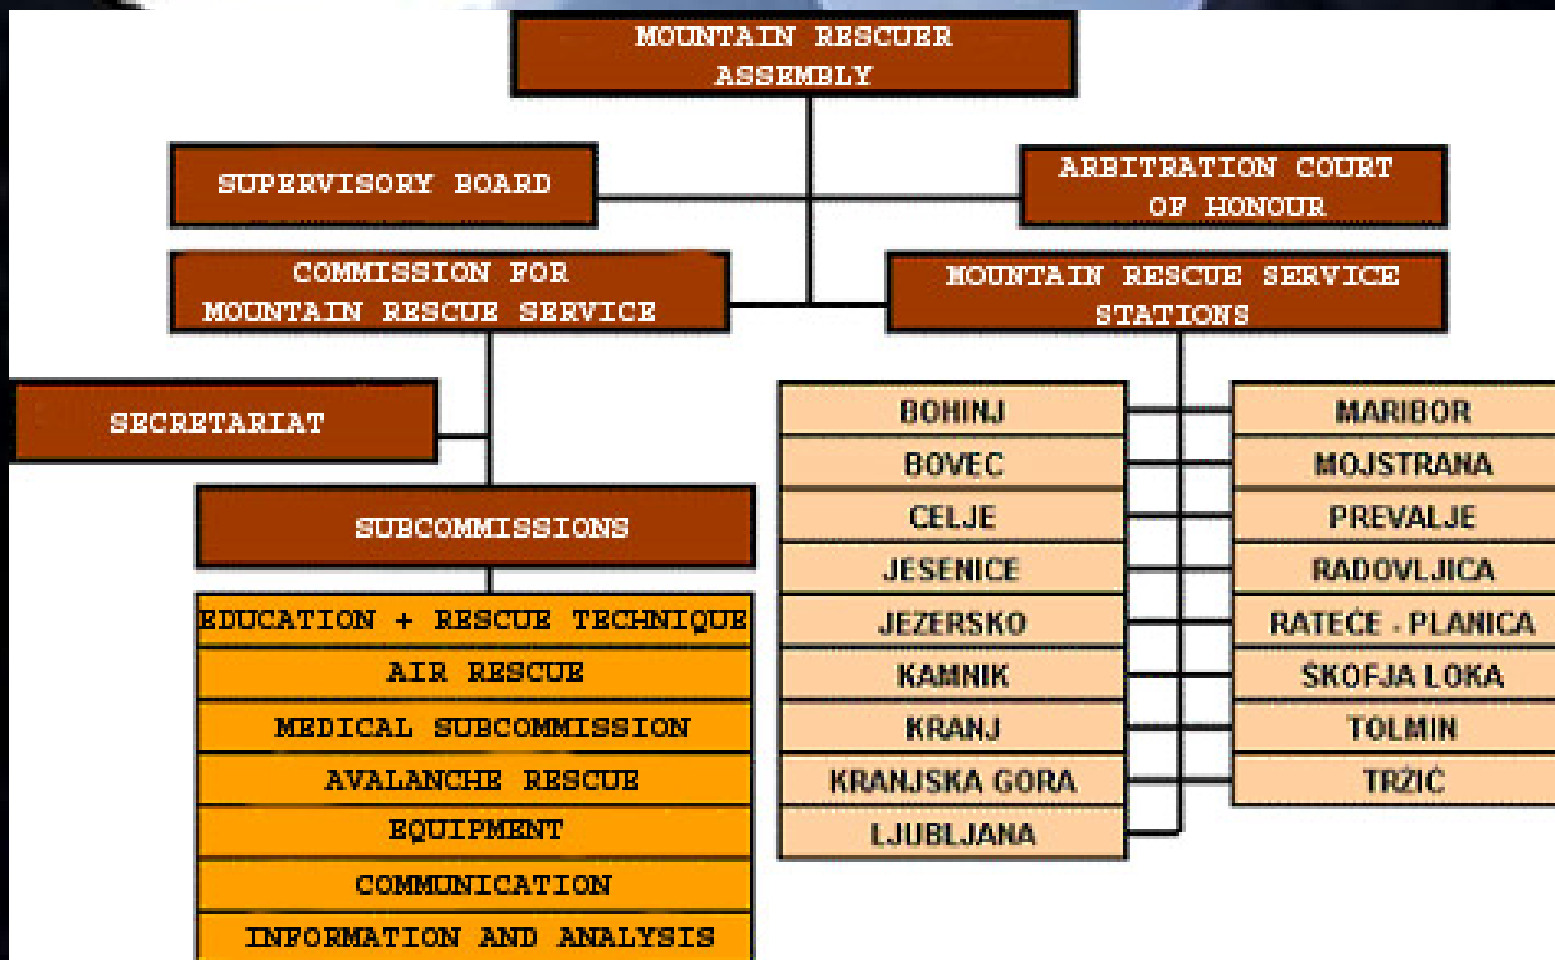 MOUNTAIN RESCUER
ASSEMBLY
SUPERVISORY BOARD
ARBITRATION COURT
OF HONOUR
COMMISSION FOR
MOUNTAIN RESCUE SERVICE
MOUNTAIN RESCUE SERVICE
STATIONS
SECRETARIAT
SUBCOMMISSIONS
EDUCATION + RESCUE TECHNIQUE
AIR RESCUE
MEDICAL SUBCOMMISSION
AVALANCHE RESCUE
EQUIPMENT
COMMUNICATION
INFORMATION AND ANALYSIS
BOHINJ
BOVEC
CELJE
JESENICE
JEZERSKO
KAMNIK
KRANJ
KRANJSKA GORA
LJUBLJANA
MARIBOR
MOJSTRANA
PREVALJE
RADOVLJICA
RATEČE - PLANICA
ŠKOFJA LOKA
TOLMIN
TRŽIČ